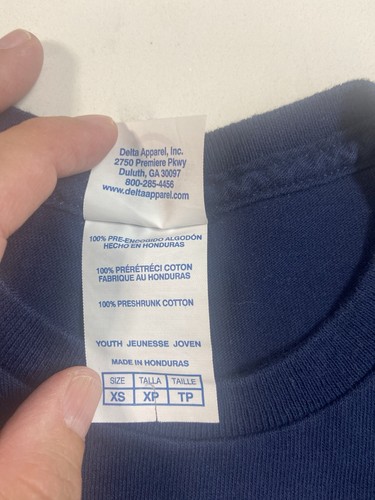 Delta Apparel, Inc.
2750 Premiere Pkwy
Duluth, GA 30097
800-285-4456
www.deltaapparel.com
100% PRE-ENCOGIDO ALGODÓN
HECHO EN HONDURAS
100% PRÉRÉTRÉCI COTON
FABRIQUE AU HONDURAS
100% PRESHRUNK COTTON
YOUTH JEUNESSE JOVEN
MADE IN HONDURAS
SIZE TALLA TAILLE
XS XP TP